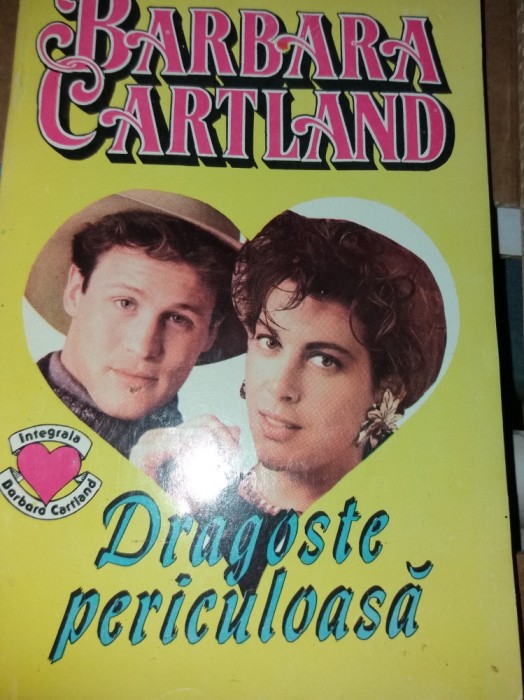 BARBARA
CARTLAND
Integrala
Barbara Cartland
Dragoste
periculoasă